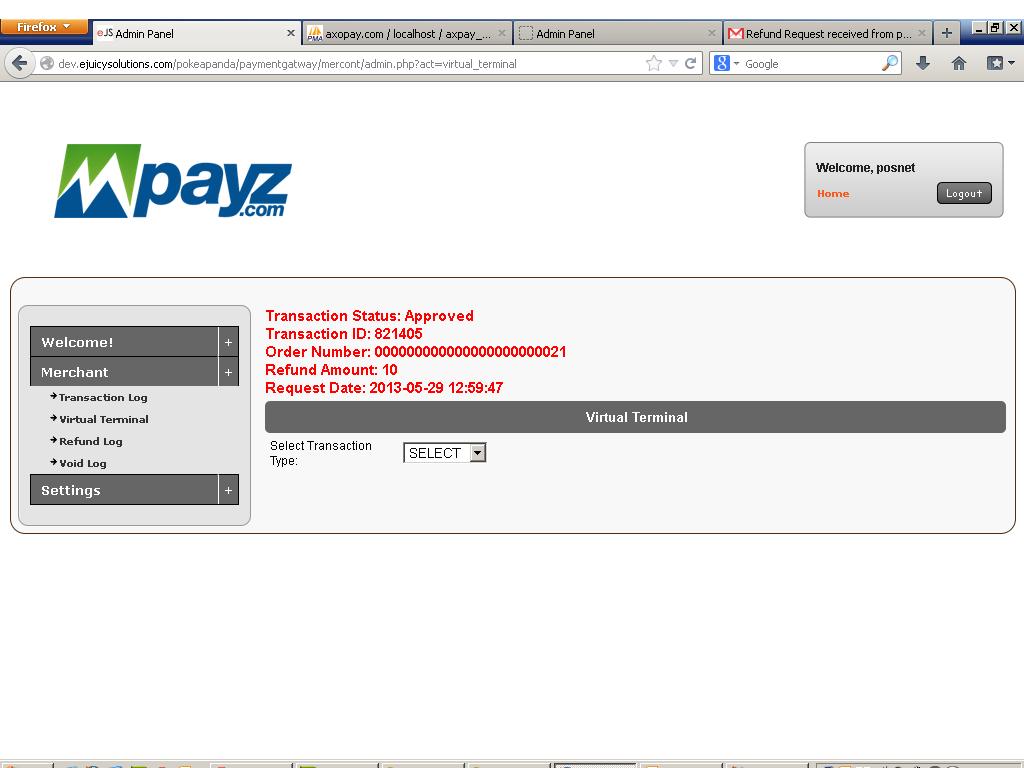 Firefox
eJS Admin Panel
axopay.com / localhost / axpay_...
Admin Panel
Refund Request received from p...
dev.ejuicysolutions.com/pokeapanda/paymentgatway/mercont/admin.php?act=virtual_terminal
Google
Mpayz
.com
Welcome, posnet
Home
Logout
Transaction Status: Approved
Transaction ID: 821405
Order Number: 000000000000000000000021
Refund Amount: 10
Request Date: 2013-05-29 12:59:47
Welcome! +
Merchant +
Transaction Log
Virtual Terminal
Refund Log
Void Log
Settings +
Virtual Terminal
Select Transaction
Type:
SELECT